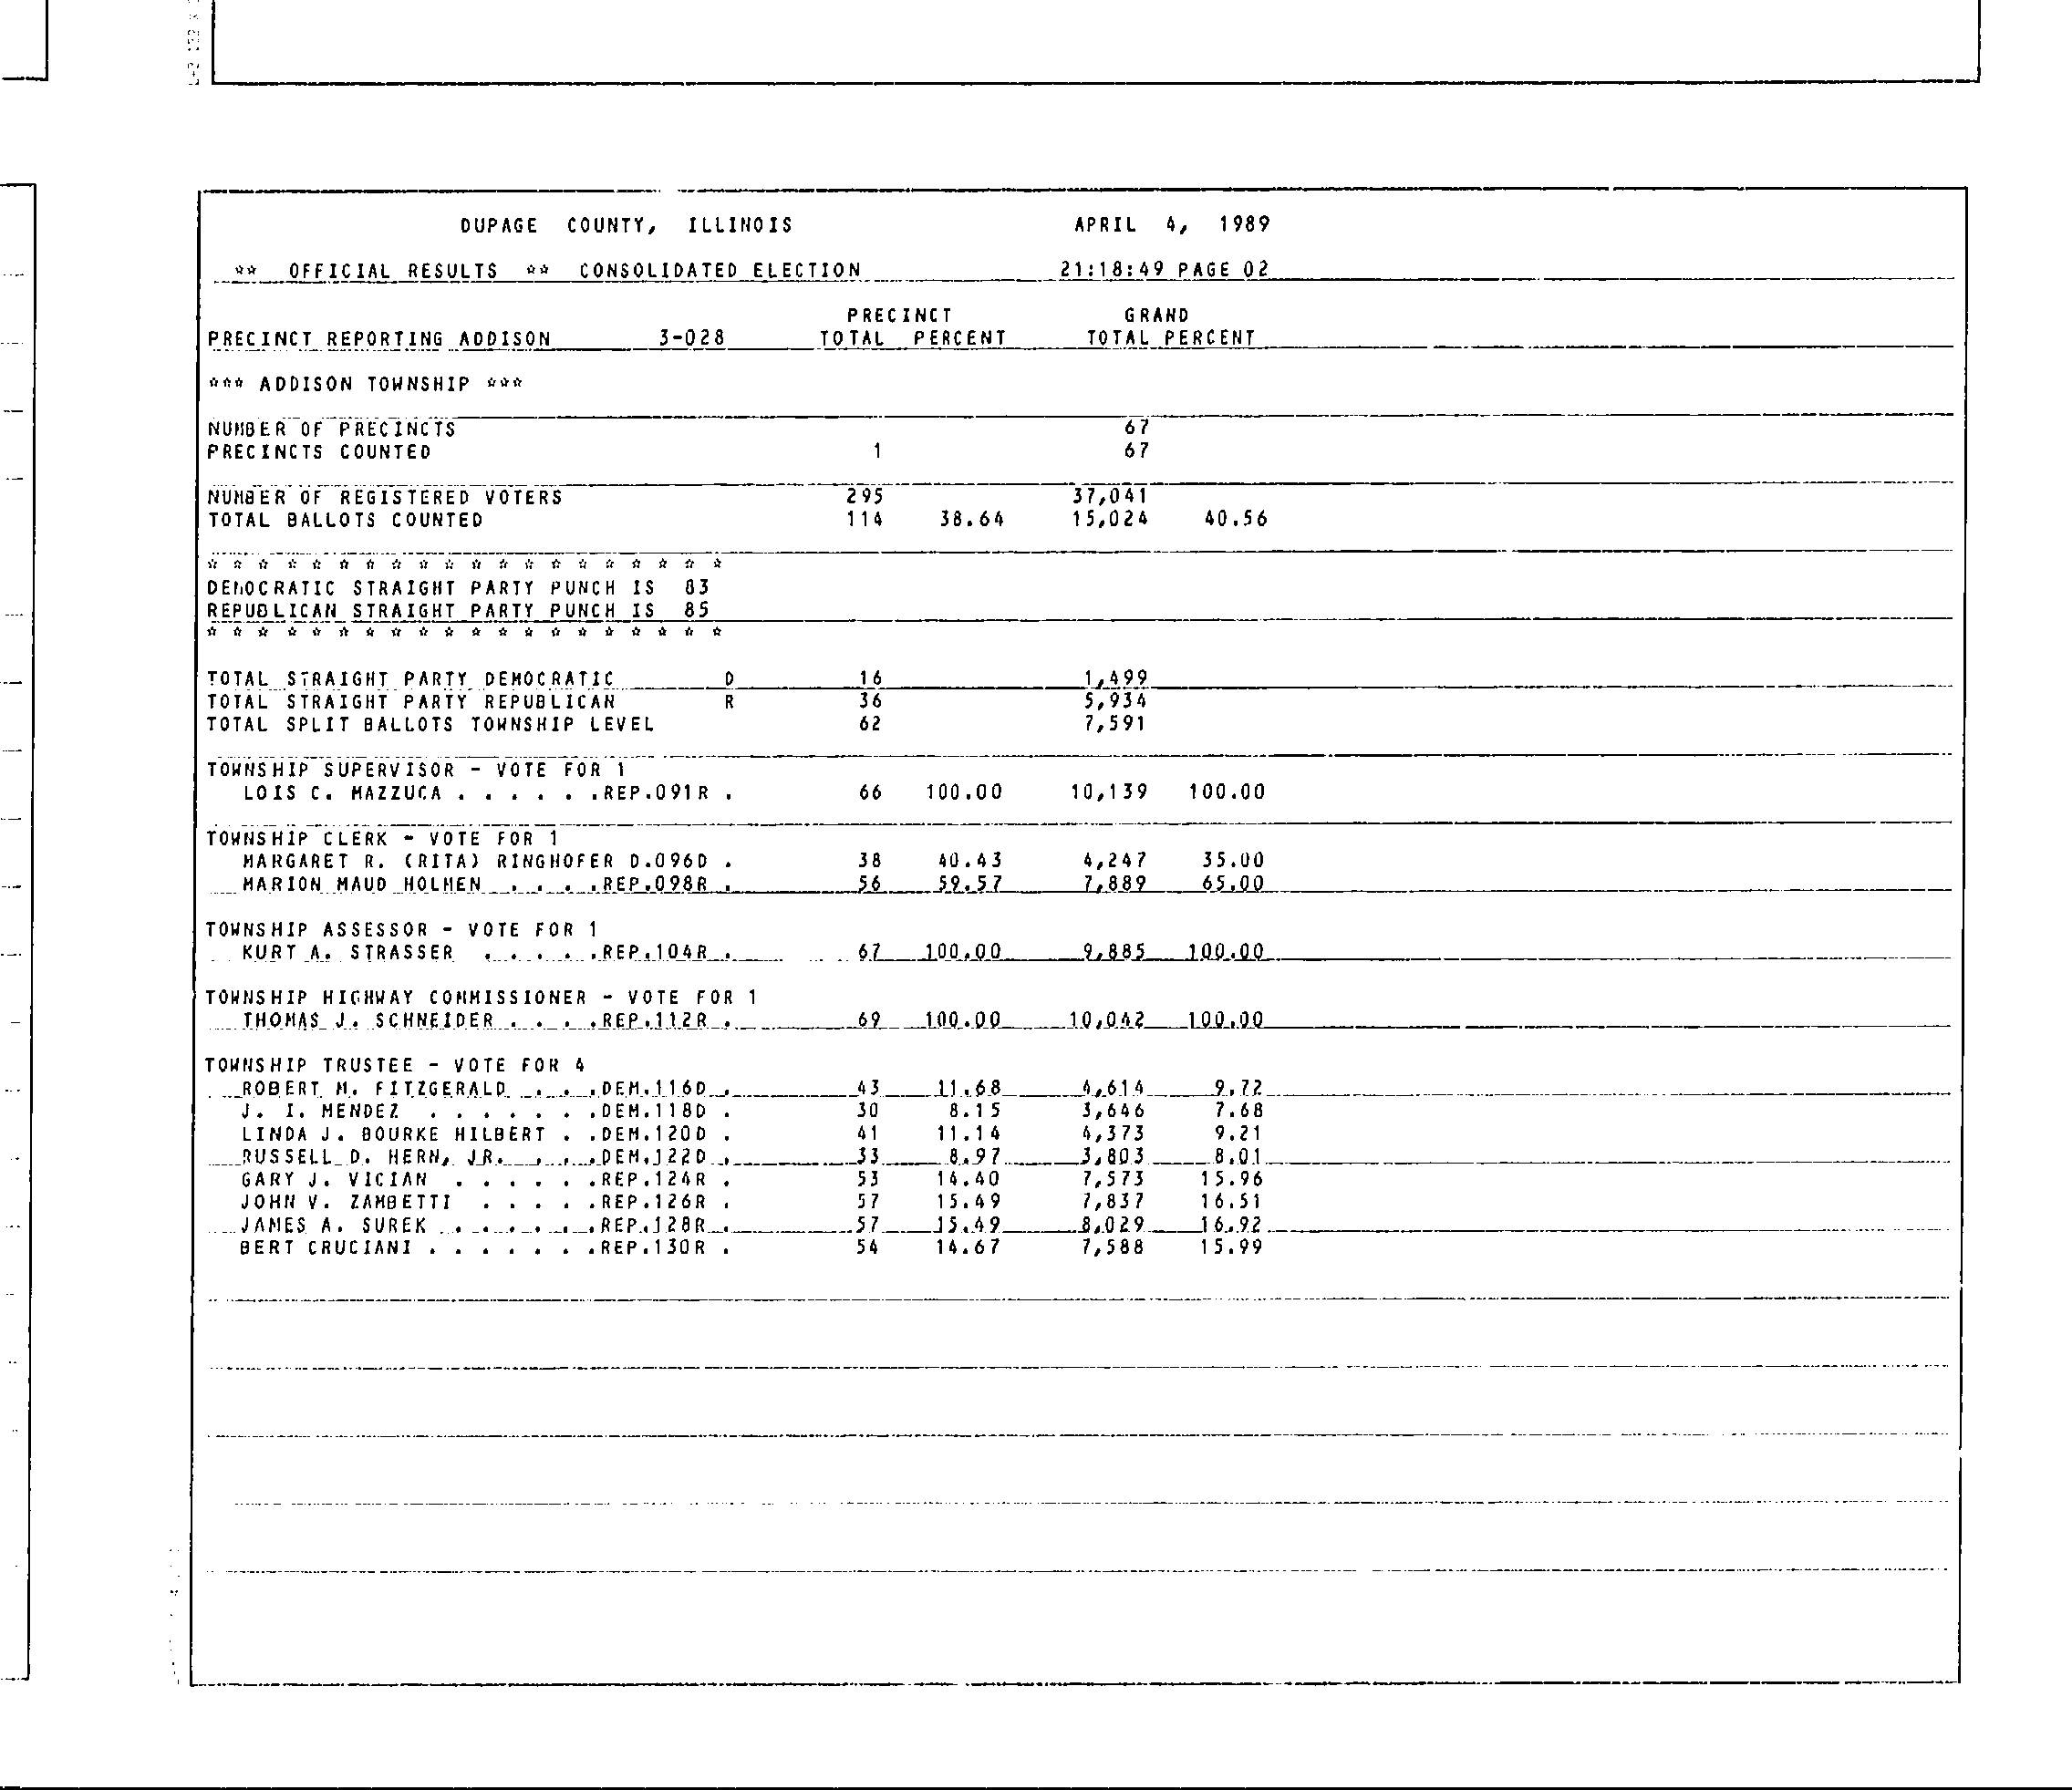 DUPAGE COUNTY, ILLINOIS APRIL 4, 1989
** OFFICIAL RESULTS ** CONSOLIDATED ELECTION 21:18:49 PAGE 02
PRECINCT GRAND
PRECINCT REPORTING ADDISON 3-028 TOTAL PERCENT TOTAL PERCENT
*** ADDISON TOWNSHIP ***
NUMBER OF PRECINCTS 67
PRECINCTS COUNTED 1 67
NUMBER OF REGISTERED VOTERS 295 37,041
TOTAL BALLOTS COUNTED 114 38.64 15,024 40.56
* * * * * * * * * * * * * * * * * * * *
DEMOCRATIC STRAIGHT PARTY PUNCH IS 83
REPUBLICAN STRAIGHT PARTY PUNCH IS 85
* * * * * * * * * * * * * * * * * * * *
TOTAL STRAIGHT PARTY DEMOCRATIC D 16 1,499
TOTAL STRAIGHT PARTY REPUBLICAN R 36 5,934
TOTAL SPLIT BALLOTS TOWNSHIP LEVEL 62 7,591
TOWNSHIP SUPERVISOR - VOTE FOR 1
LOIS C. MAZZUCA . . . . . .REP.091R . 66 100.00 10,139 100.00
TOWNSHIP CLERK - VOTE FOR 1
MARGARET R. (RITA) RINGHOFER D.096D . 38 40.43 4,247 35.00
MARION MAUD HOLMEN . . . .REP.098R . 56 59.57 7,889 65.00
TOWNSHIP ASSESSOR - VOTE FOR 1
KURT A. STRASSER . . . . .REP.104R . 67 100.00 9,885 100.00
TOWNSHIP HIGHWAY COMMISSIONER - VOTE FOR 1
THOMAS J. SCHNEIDER . . . .REP.112R . 69 100.00 10,042 100.00
TOWNSHIP TRUSTEE - VOTE FOR 4
ROBERT M. FITZGERALD . . .DEM.116D . 43 11.68 4,614 9.72
J. I. MENDEZ . . . . . . .DEM.118D . 30 8.15 3,646 7.68
LINDA J. BOURKE HILBERT . .DEM.120D . 41 11.14 4,373 9.21
RUSSELL D. HERN, JR. . . .DEM.122D . 33 8.97 3,803 8.01
GARY J. VICIAN . . . . . .REP.124R . 53 14.40 7,573 15.96
JOHN V. ZAMBETTI . . . . .REP.126R . 57 15.49 7,837 16.51
JAMES A. SUREK . . . . . .REP.128R . 57 15.49 8,029 16.92
BERT CRUCIANI . . . . . . .REP.130R . 54 14.67 7,588 15.99